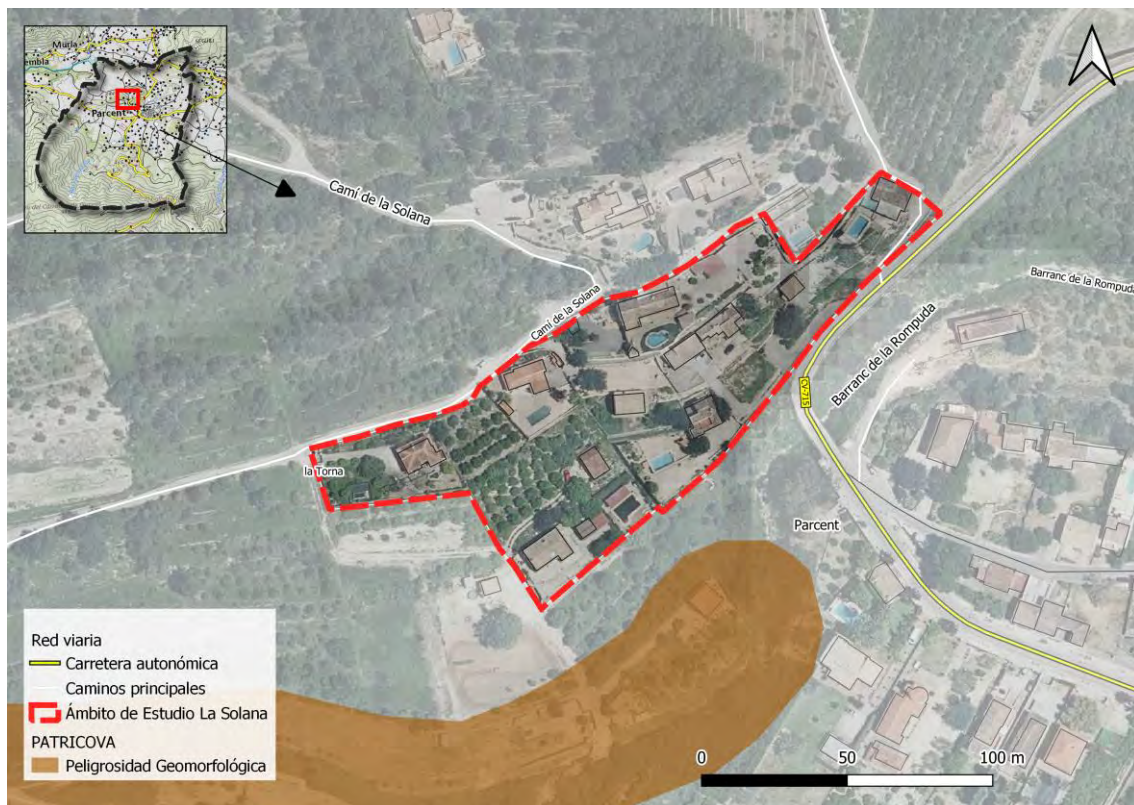 Murla
embla
Parcent
Camí de la Solana
Camí de la Solana
Barranc de la Rompuda
Barranc de la Rompuda
CV-715
la Torna
Parcent
Red viaria
Carretera autonómica
Caminos principales
Ámbito de Estudio La Solana
PATRICOVA
Peligrosidad Geomorfológica
0 50 100 m